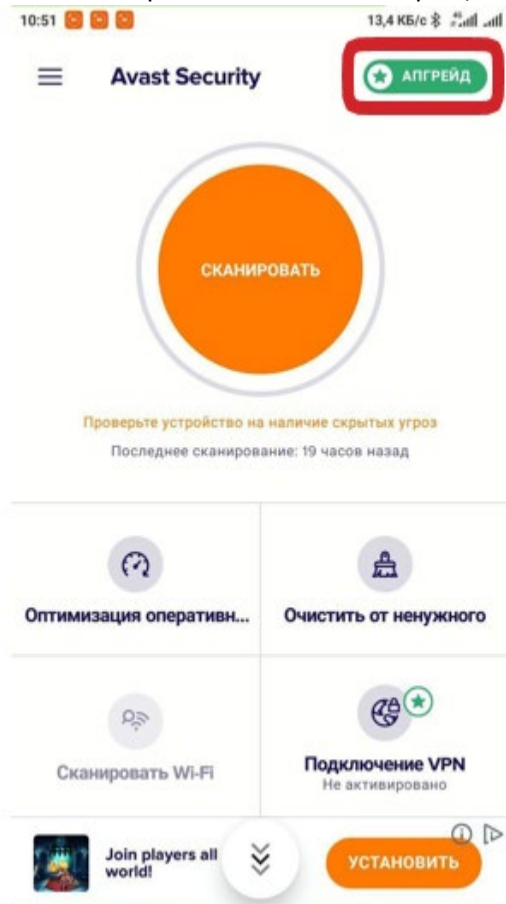 10:51 13,4 КБ/с
Avast Security
АПГРЕЙД
СКАНИРОВАТЬ
Проверьте устройство на наличие скрытых угроз
Последнее сканирование: 19 часов назад
Оптимизация оперативн...
Очистить от ненужного
Сканировать Wi-Fi
Подключение VPN
Не активировано
Join players all
world!
УСТАНОВИТЬ